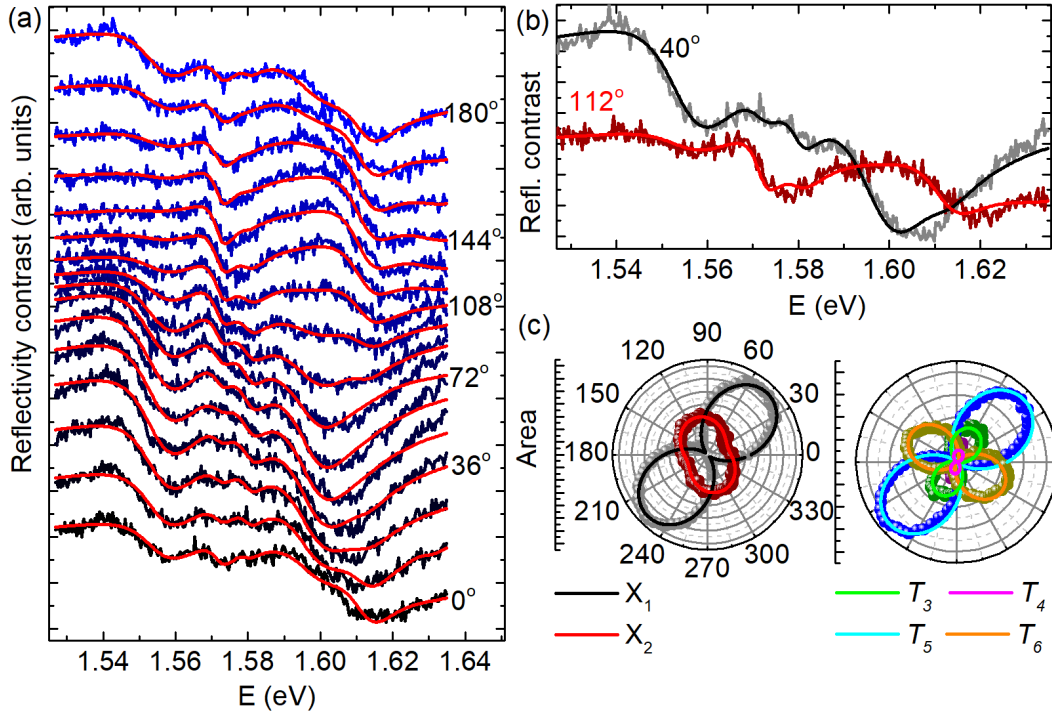 (a)
Reflectivity contrast (arb. units)
180°
144°
108°
72°
36°
0°
1.54 1.56 1.58 1.60 1.62 1.64
E (eV)
(b)
Refl. contrast
40°
112°
1.54 1.56 1.58 1.60 1.62
E (eV)
(c)
Area
90
120 60
150 30
180 0
210 330
240 300
270
X₁
X₂
T₃ T₄
T₅ T₆